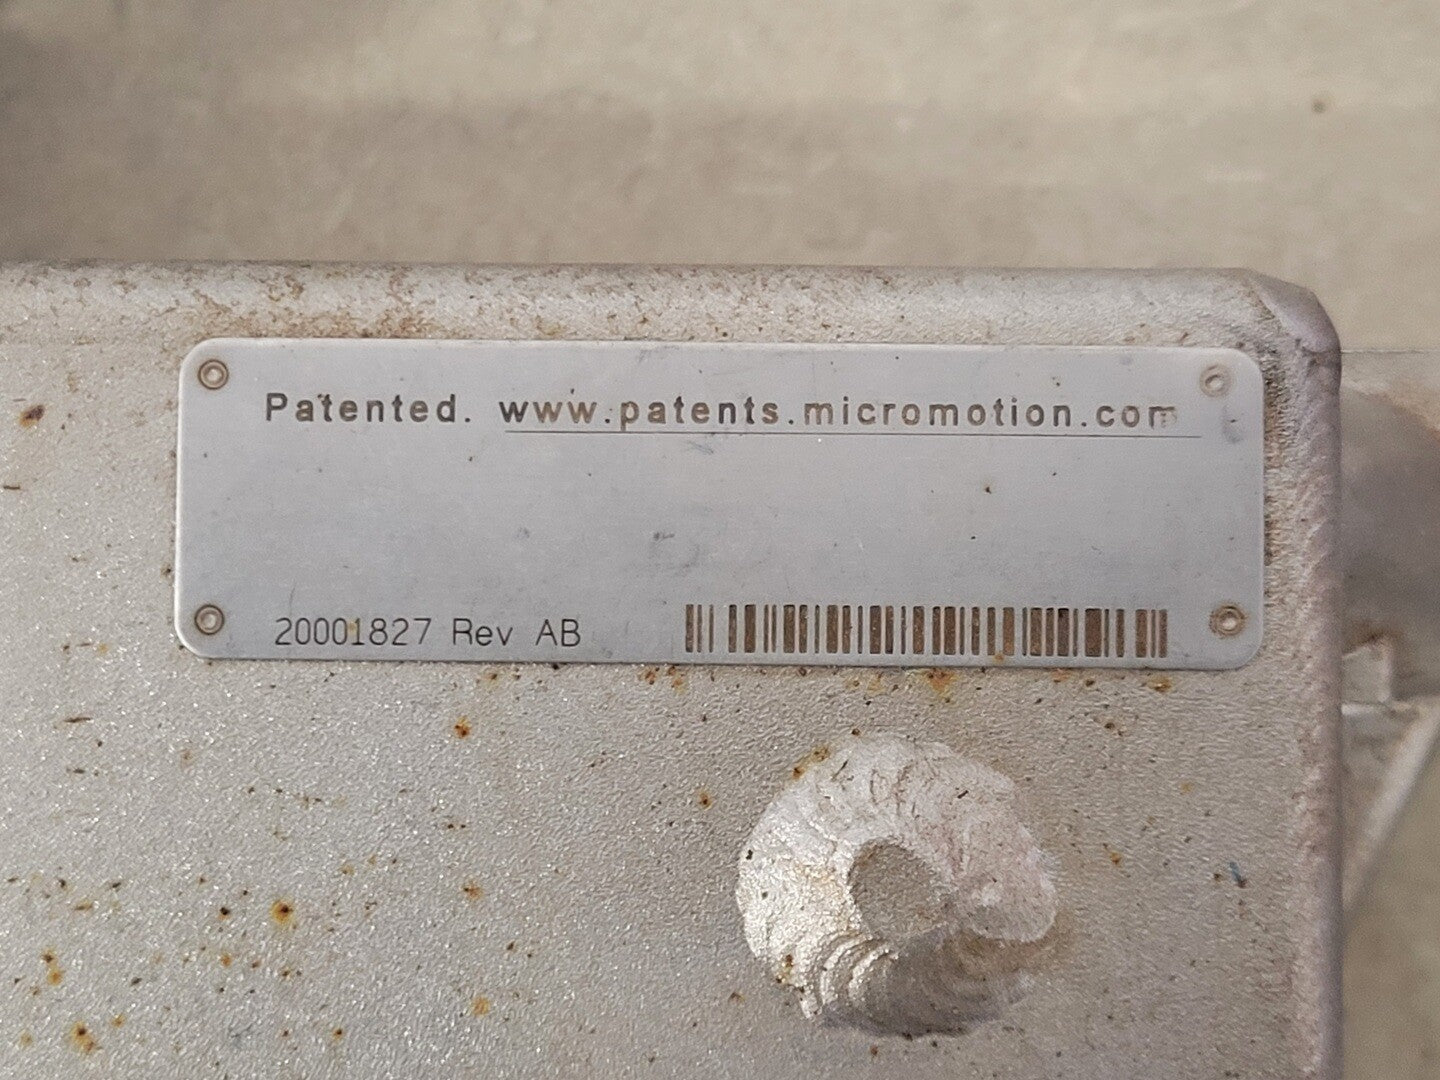 Patented. www.patents.micromotion.com
20001827 Rev AB